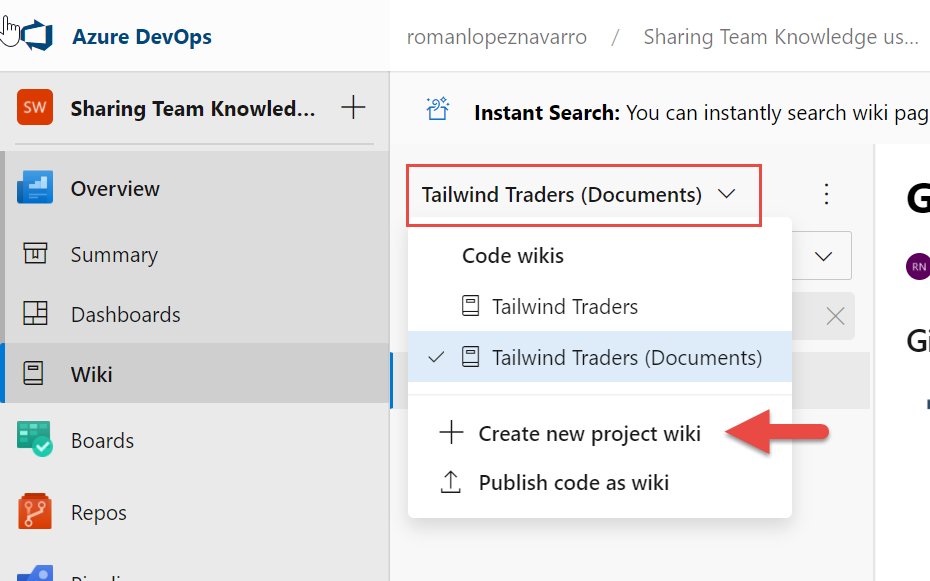 Azure DevOps
romanlopeznavarro / Sharing Team Knowledge us...
SW Sharing Team Knowled...
Instant Search: You can instantly search wiki pag
Overview
Summary
Dashboards
Wiki
Boards
Repos
Tailwind Traders (Documents)
Code wikis
Tailwind Traders
Tailwind Traders (Documents)
Create new project wiki
Publish code as wiki
G
RN
Gi